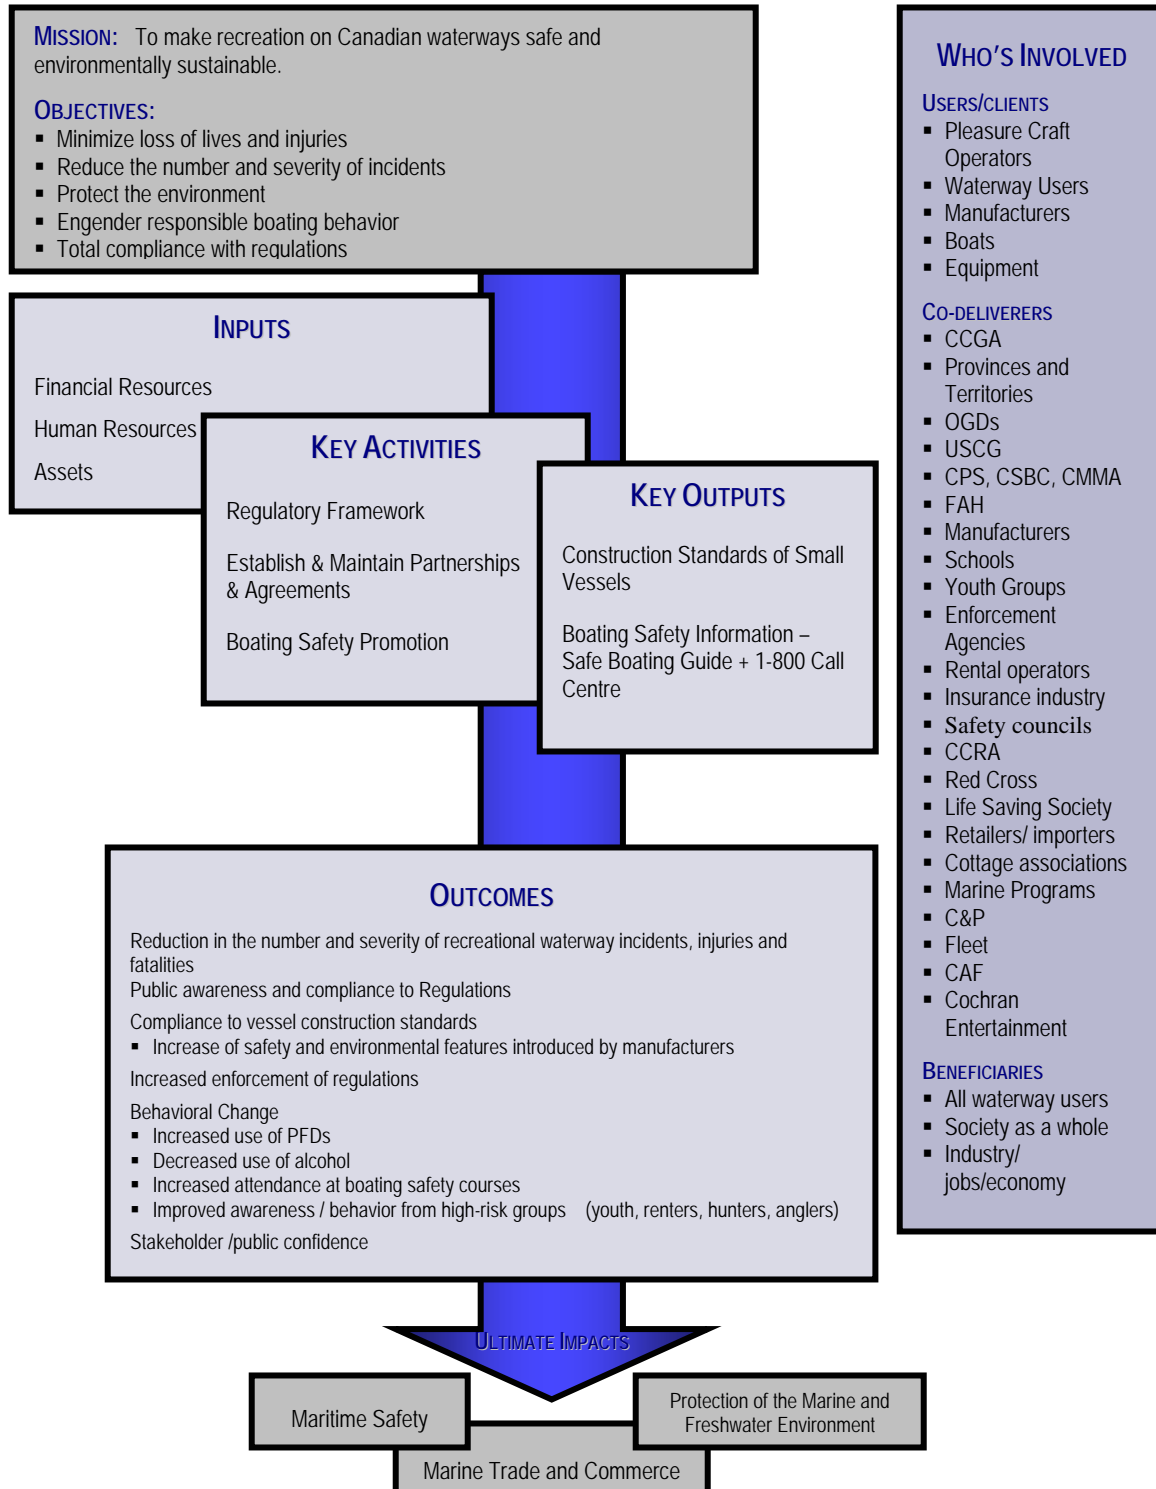 MISSION: To make recreation on Canadian waterways safe and
environmentally sustainable.
OBJECTIVES:
▪ Minimize loss of lives and injuries
▪ Reduce the number and severity of incidents
▪ Protect the environment
▪ Engender responsible boating behavior
▪ Total compliance with regulations
INPUTS
Financial Resources
Human Resources
Assets
KEY ACTIVITIES
Regulatory Framework
Establish & Maintain Partnerships
& Agreements
Boating Safety Promotion
KEY OUTPUTS
Construction Standards of Small
Vessels
Boating Safety Information –
Safe Boating Guide + 1-800 Call
Centre
OUTCOMES
Reduction in the number and severity of recreational waterway incidents, injuries and
fatalities
Public awareness and compliance to Regulations
Compliance to vessel construction standards
▪ Increase of safety and environmental features introduced by manufacturers
Increased enforcement of regulations
Behavioral Change
▪ Increased use of PFDs
▪ Decreased use of alcohol
▪ Increased attendance at boating safety courses
▪ Improved awareness / behavior from high-risk groups (youth, renters, hunters, anglers)
Stakeholder /public confidence
ULTIMATE IMPACTS
Maritime Safety
Protection of the Marine and
Freshwater Environment
Marine Trade and Commerce
WHO'S INVOLVED
USERS/CLIENTS
▪ Pleasure Craft
Operators
▪ Waterway Users
▪ Manufacturers
▪ Boats
▪ Equipment
CO-DELIVERERS
▪ CCGA
▪ Provinces and
Territories
▪ OGDs
▪ USCG
▪ CPS, CSBC, CMMA
▪ FAH
▪ Manufacturers
▪ Schools
▪ Youth Groups
▪ Enforcement
Agencies
▪ Rental operators
▪ Insurance industry
▪ Safety councils
▪ CCRA
▪ Red Cross
▪ Life Saving Society
▪ Retailers/ importers
▪ Cottage associations
▪ Marine Programs
▪ C&P
▪ Fleet
▪ CAF
▪ Cochran
Entertainment
BENEFICIARIES
▪ All waterway users
▪ Society as a whole
▪ Industry/
jobs/economy